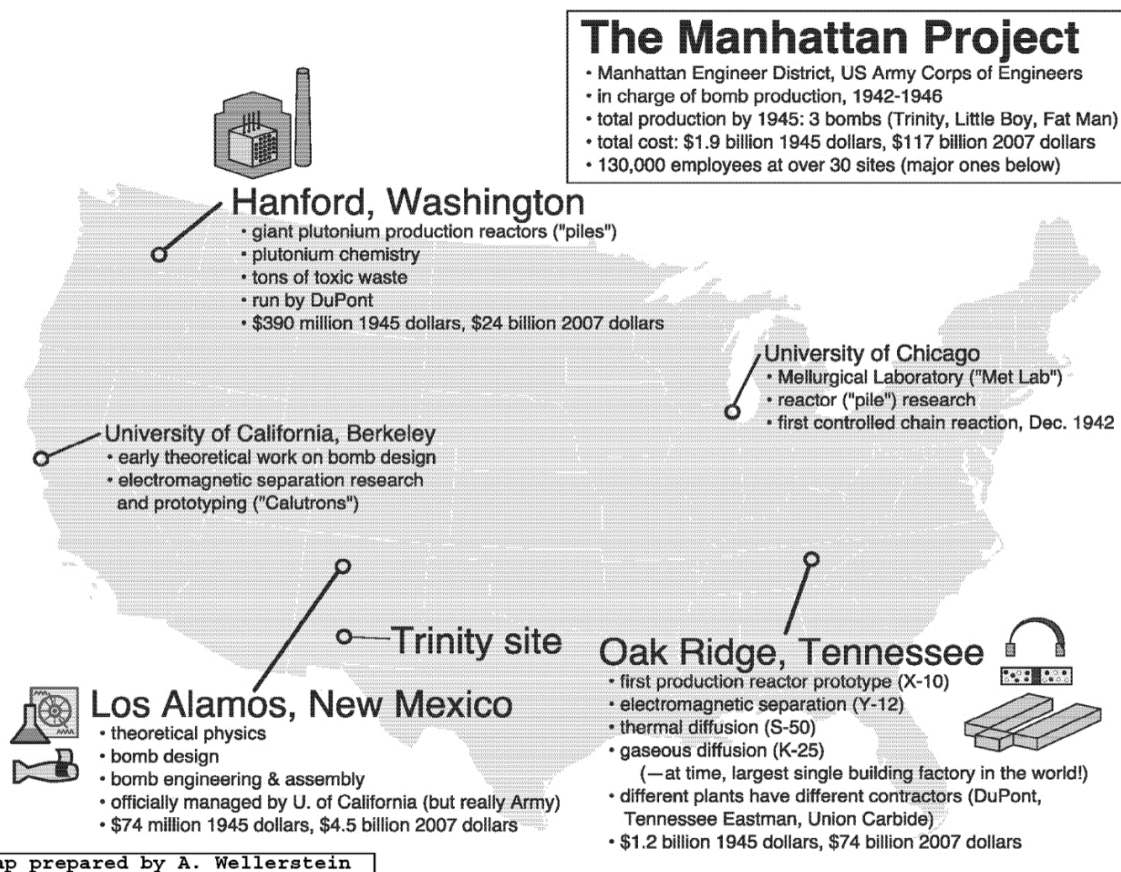 The Manhattan Project
• Manhattan Engineer District, US Army Corps of Engineers
• in charge of bomb production, 1942-1946
• total production by 1945: 3 bombs (Trinity, Little Boy, Fat Man)
• total cost: $1.9 billion 1945 dollars, $117 billion 2007 dollars
• 130,000 employees at over 30 sites (major ones below)
Hanford, Washington
• giant plutonium production reactors ("piles")
• plutonium chemistry
• tons of toxic waste
• run by DuPont
• $390 million 1945 dollars, $24 billion 2007 dollars
University of Chicago
• Mellurgical Laboratory ("Met Lab")
• reactor ("pile") research
• first controlled chain reaction, Dec. 1942
University of California, Berkeley
• early theoretical work on bomb design
• electromagnetic separation research
and prototyping ("Calutrons")
Trinity site
Los Alamos, New Mexico
• theoretical physics
• bomb design
• bomb engineering & assembly
• officially managed by U. of California (but really Army)
• $74 million 1945 dollars, $4.5 billion 2007 dollars
Oak Ridge, Tennessee
• first production reactor prototype (X-10)
• electromagnetic separation (Y-12)
• thermal diffusion (S-50)
• gaseous diffusion (K-25)
(—at time, largest single building factory in the world!)
• different plants have different contractors (DuPont,
Tennessee Eastman, Union Carbide)
• $1.2 billion 1945 dollars, $74 billion 2007 dollars
prepared by A. Wellerstein